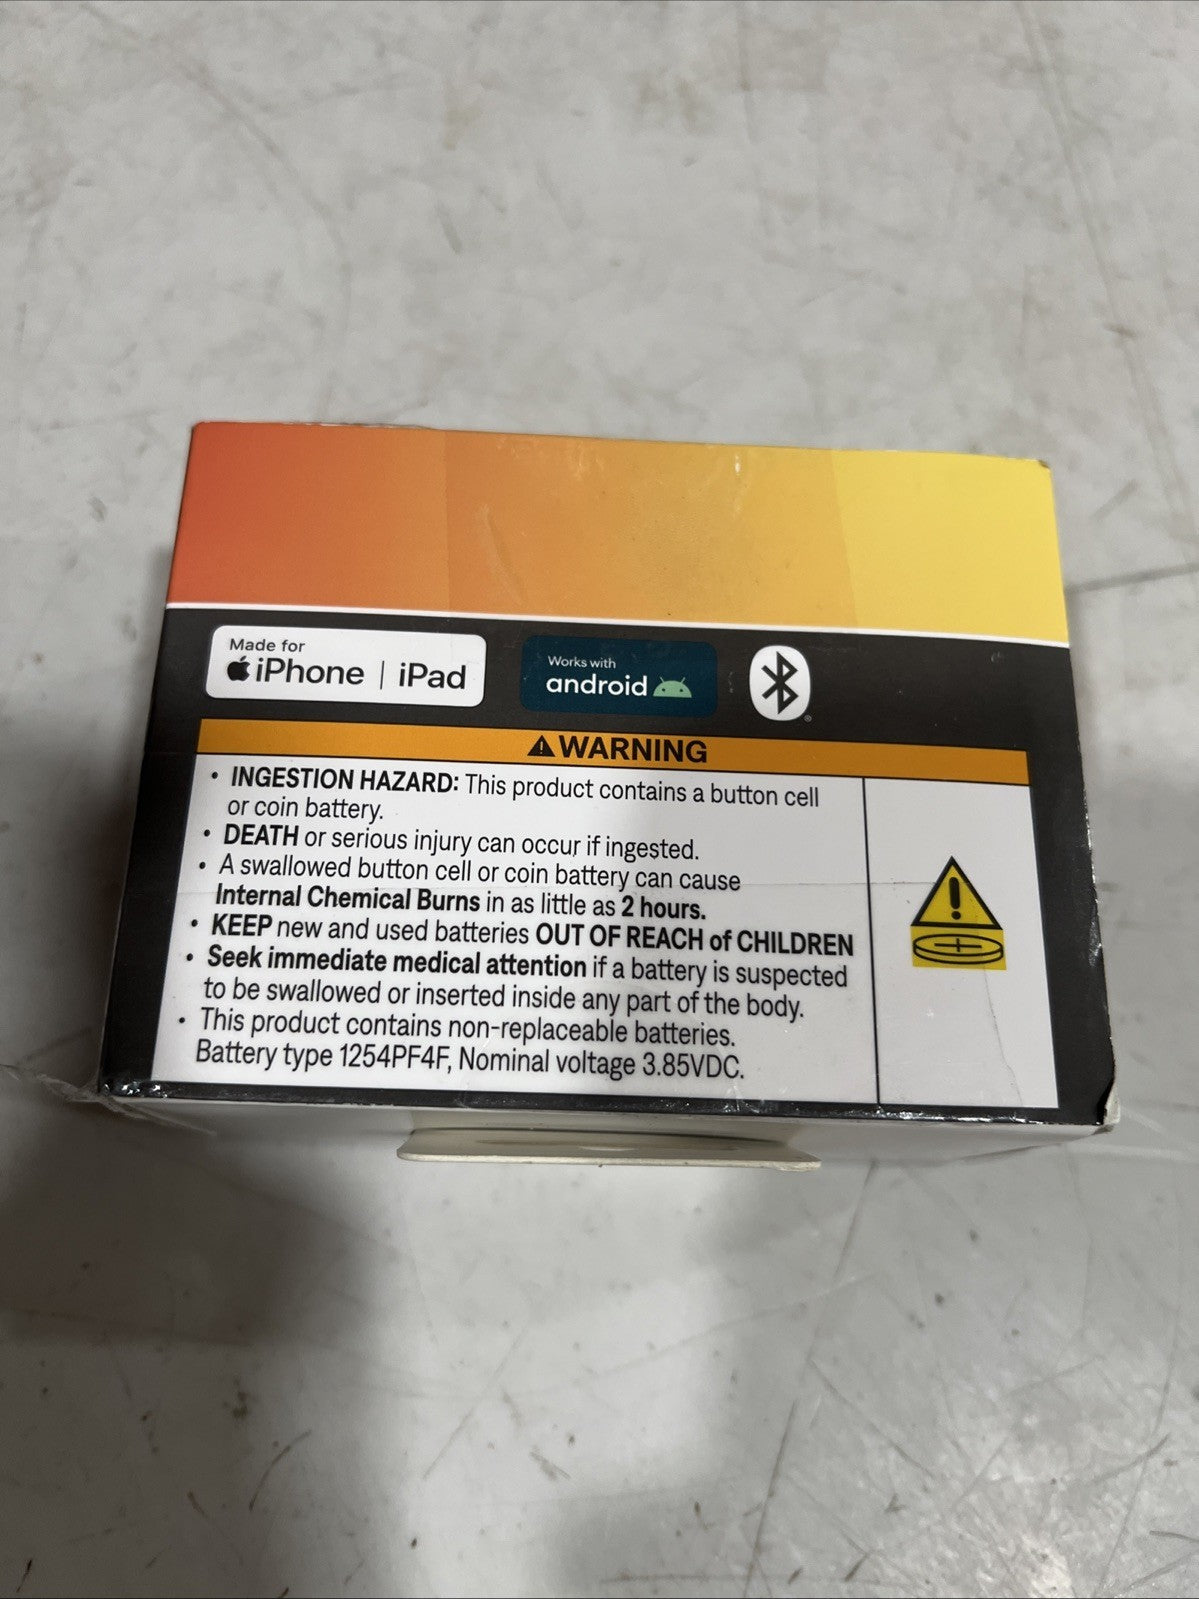 Made for
iPhone | iPad
Works with
android
®
WARNING
• INGESTION HAZARD: This product contains a button cell
or coin battery.
• DEATH or serious injury can occur if ingested.
• A swallowed button cell or coin battery can cause
Internal Chemical Burns in as little as 2 hours.
• KEEP new and used batteries OUT OF REACH of CHILDREN
• Seek immediate medical attention if a battery is suspected
to be swallowed or inserted inside any part of the body.
• This product contains non-replaceable batteries.
Battery type 1254PF4F, Nominal voltage 3.85VDC.